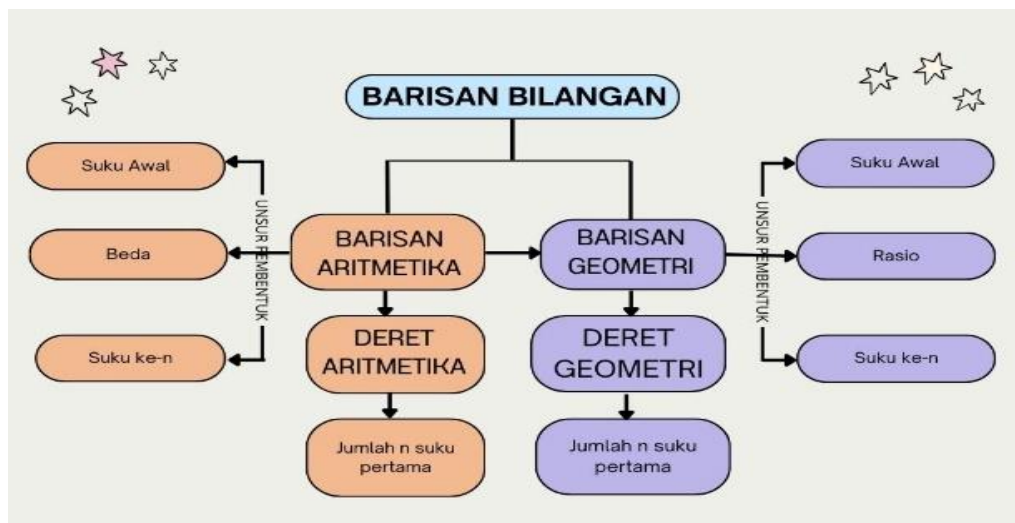 BARISAN BILANGAN
Suku Awal
Beda
Suku ke-n
UNSUR PEMBENTUK
BARISAN
ARITMETIKA
DERET
ARITMETIKA
Jumlah n suku
pertama
BARISAN
GEOMETRI
DERET
GEOMETRI
Jumlah n suku
pertama
UNSUR PEMBENTUK
Suku Awal
Rasio
Suku ke-n